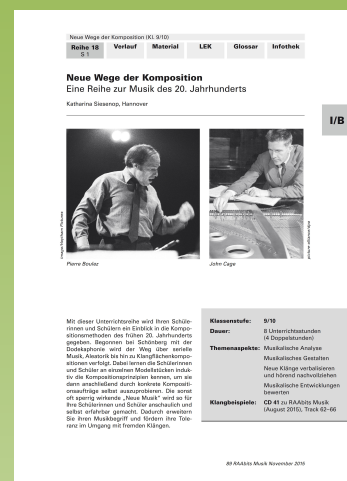 Neue Wege der Komposition (Kl. 9/10)
Reihe 18 Verlauf Material LEK Glossar Infothek
S 1
Neue Wege der Komposition
Eine Reihe zur Musik des 20. Jahrhunderts
Katharina Siesenop, Hannover
I/B
Pierre Boulez
John Cage
Mit dieser Unterrichtsreihe wird Ihren Schüle-
rinnen und Schülern ein Einblick in die Kompo-
sitionsmethoden des frühen 20. Jahrhunderts
gegeben. Begonnen bei Schönberg mit der
Dodekaphonie wird der Weg über serielle
Musik, Aleatorik bis hin zu Klangflächenkompo-
sitionen verfolgt. Dabei lernen die Schülerinnen
und Schüler an einzelnen Modellstücken induk-
tiv die Kompositionsprinzipien kennen, um sie
dann anschließend durch konkrete Kompositi-
onsaufträge selbst auszuprobieren. Die sonst
oft sperrig wirkende „Neue Musik“ wird so für
Ihre Schülerinnen und Schüler anschaulich und
selbst erfahrbar gemacht. Dadurch erweitern
Sie ihren Musikbegriff und fördern ihre Tole-
ranz im Umgang mit fremden Klängen.
Klassenstufe: 9/10
Dauer: 8 Unterrichtsstunden
(4 Doppelstunden)
Themenaspekte: Musikalische Analyse
Musikalisches Gestalten
Neue Klänge verbalisieren
und hörend nachvollziehen
Musikalische Entwicklungen
bewerten
Klangbeispiele: CD 41 zu RAAbits Musik
(August 2015), Track 62–66
89 RAAbits Musik November 2015